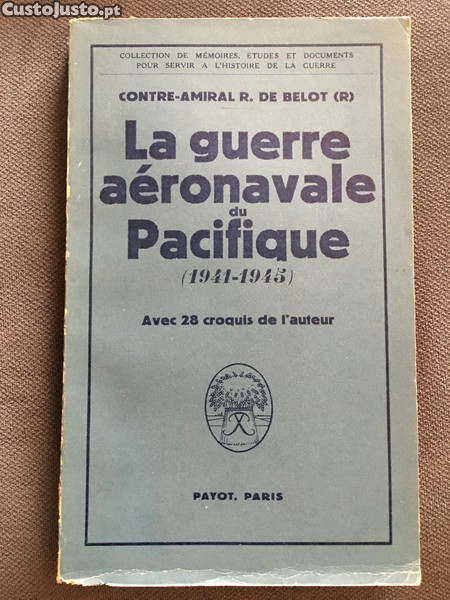 CustoJusto.pt
COLLECTION DE MÉMOIRES, ÉTUDES ET DOCUMENTS
POUR SERVIR A L'HISTOIRE DE LA GUERRE
CONTRE-AMIRAL R. DE BELOT (R)
La guerre
aéronavale
du
Pacifique
(1941-1945)
Avec 28 croquis de l'auteur
PAYOT, PARIS